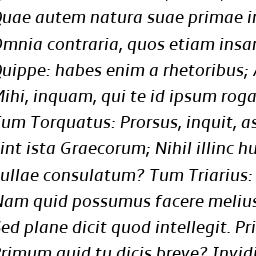 Quae autem natura suae primae in
Omnia contraria, quos etiam insan
Quippe: habes enim a rhetoribus; A
Mihi, inquam, qui te id ipsum roga
Tum Torquatus: Prorsus, inquit, as
Sint ista Graecorum; Nihil illinc hu
nullae consulatum? Tum Triarius:
Nam quid possumus facere melius
Sed plane dicit quod intellegit. Pri
Primum quid tu dicis breve? Invidi